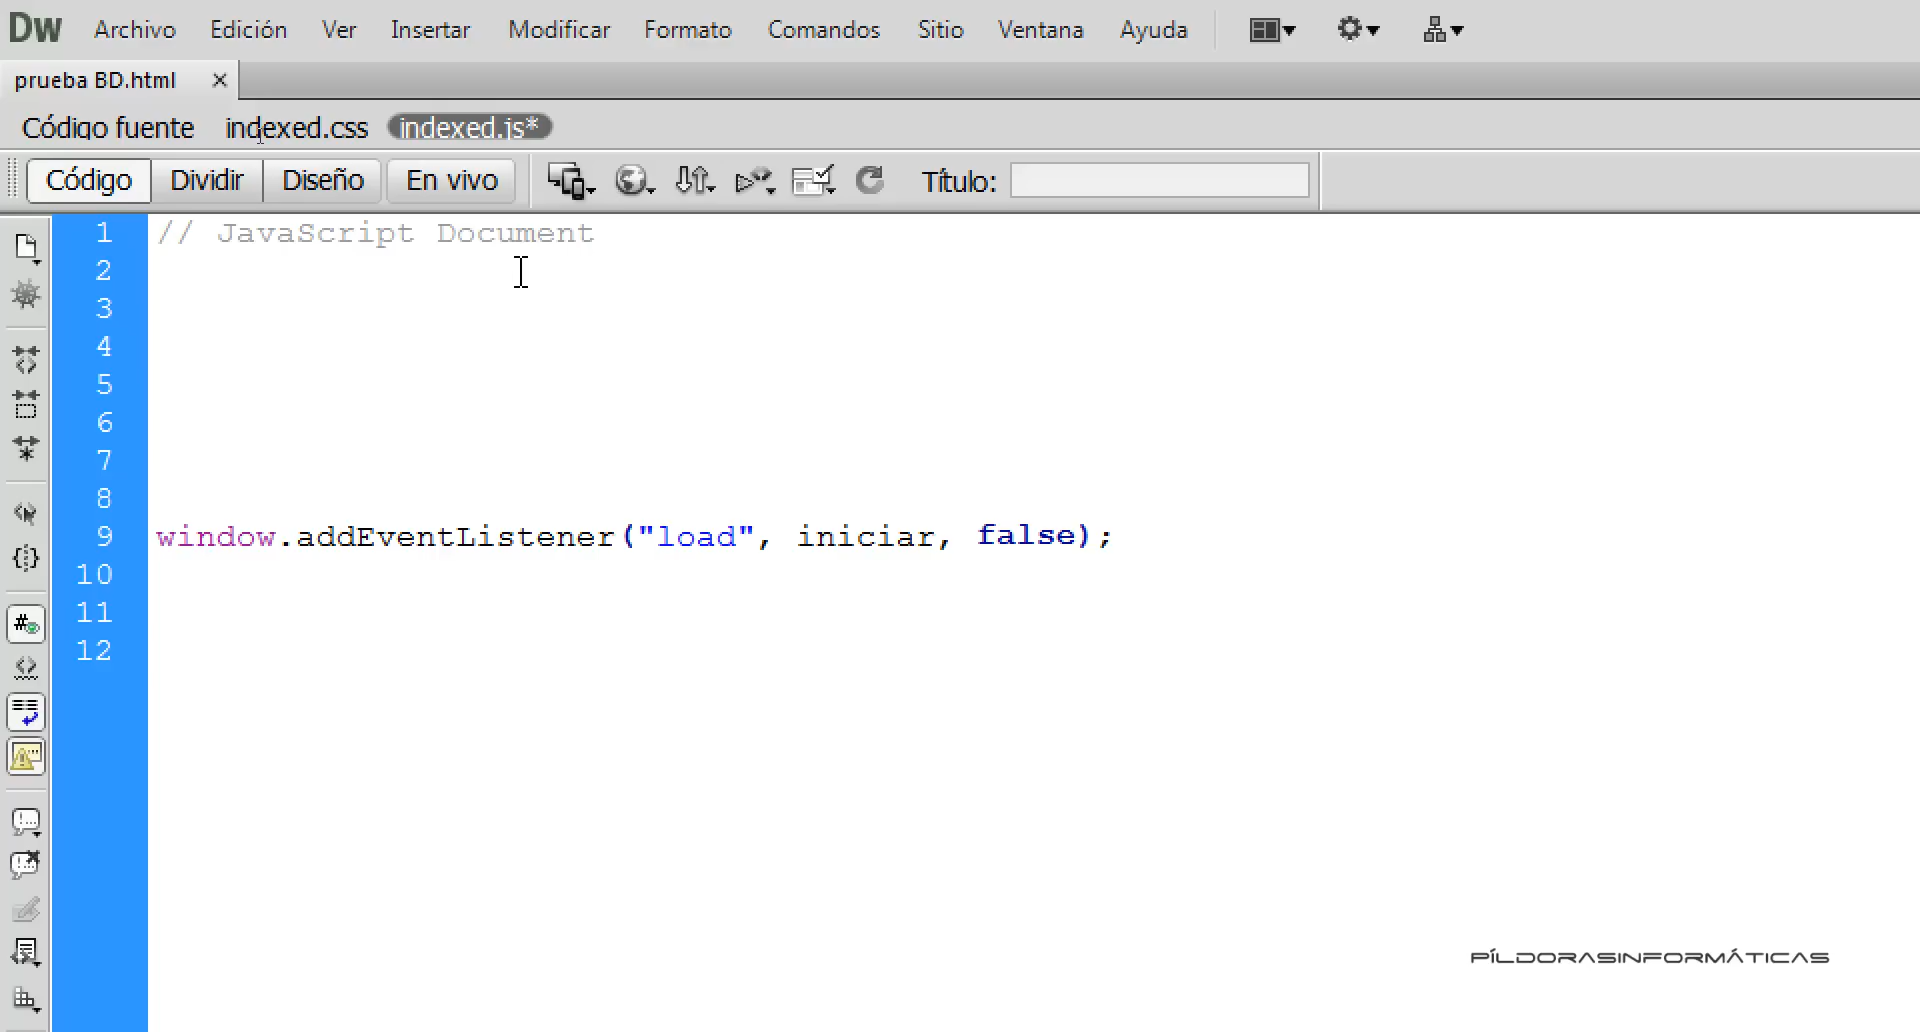 Dw Archivo Edición Ver Insertar Modificar Formato Comandos Sitio Ventana Ayuda
prueba BD.html
Código fuente indexed.css indexed.js*
Código Dividir Diseño En vivo Título:
1 // JavaScript Document
2
3
4
5
6
7
8
9 window.addEventListener("load", iniciar, false);
10
11
12
PÍLDORASINFORMÁTICAS